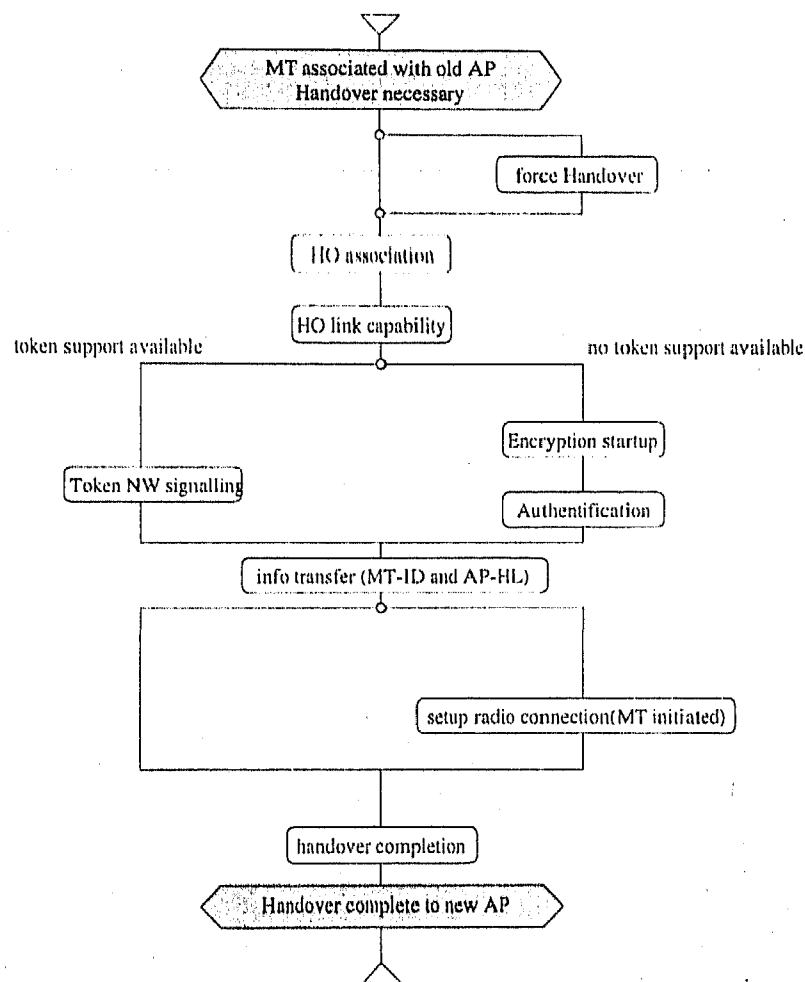 MT associated with old AP
Handover necessary
force Handover
HO association
HO link capability
token support available
no token support available
Encryption startup
Token NW signalling
Authentification
info transfer (MT-ID and AP-HL)
setup radio connection(MT initiated)
handover completion
Handover complete to new AP